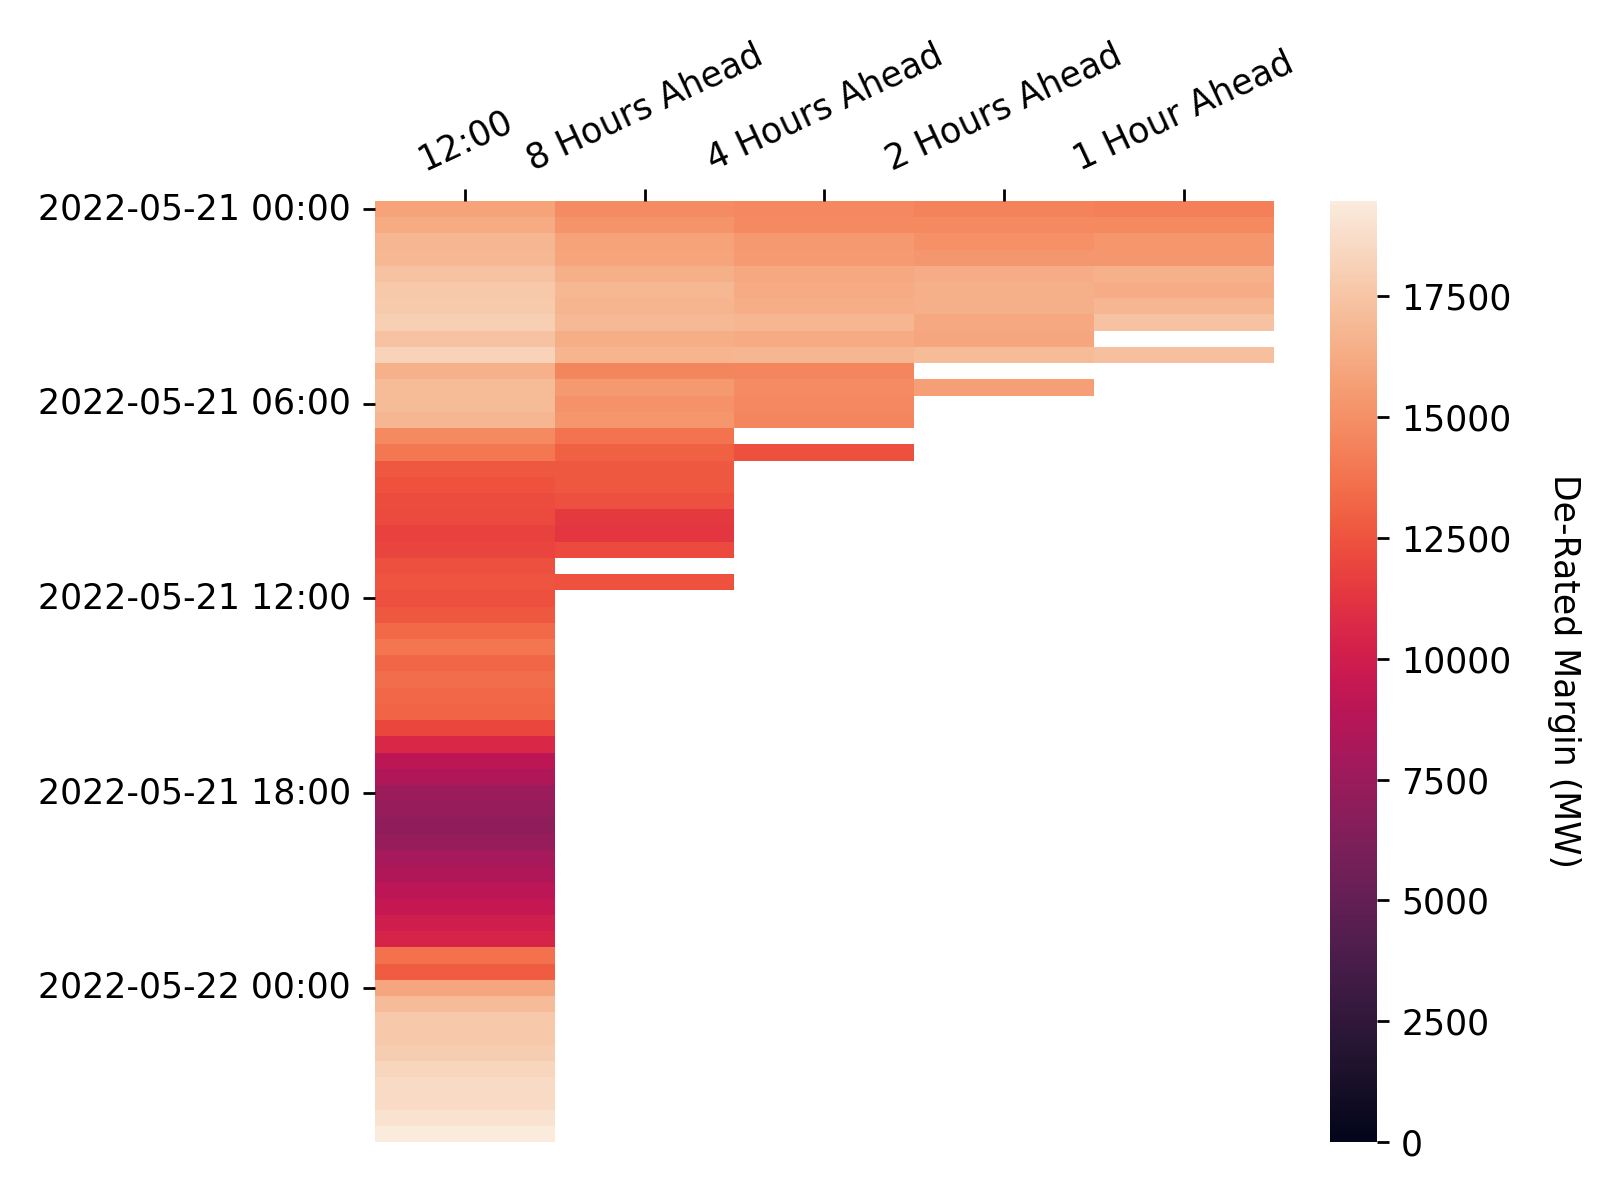 12:00
8 Hours Ahead
4 Hours Ahead
2 Hours Ahead
1 Hour Ahead
2022-05-21 00:00
2022-05-21 06:00
2022-05-21 12:00
2022-05-21 18:00
2022-05-22 00:00
17500
15000
12500
10000
7500
5000
2500
0
De-Rated Margin (MW)